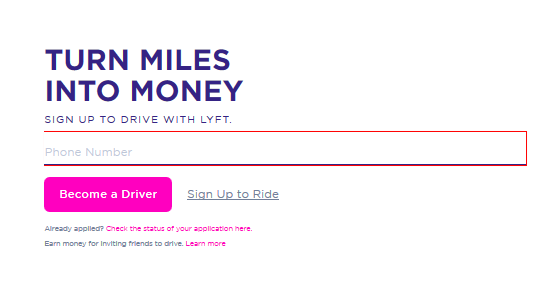 TURN MILES
INTO MONEY
SIGN UP TO DRIVE WITH LYFT.
Phone Number
Become a Driver Sign Up to Ride
Already applied? Check the status of your application here.
Earn money for inviting friends to drive. Learn more